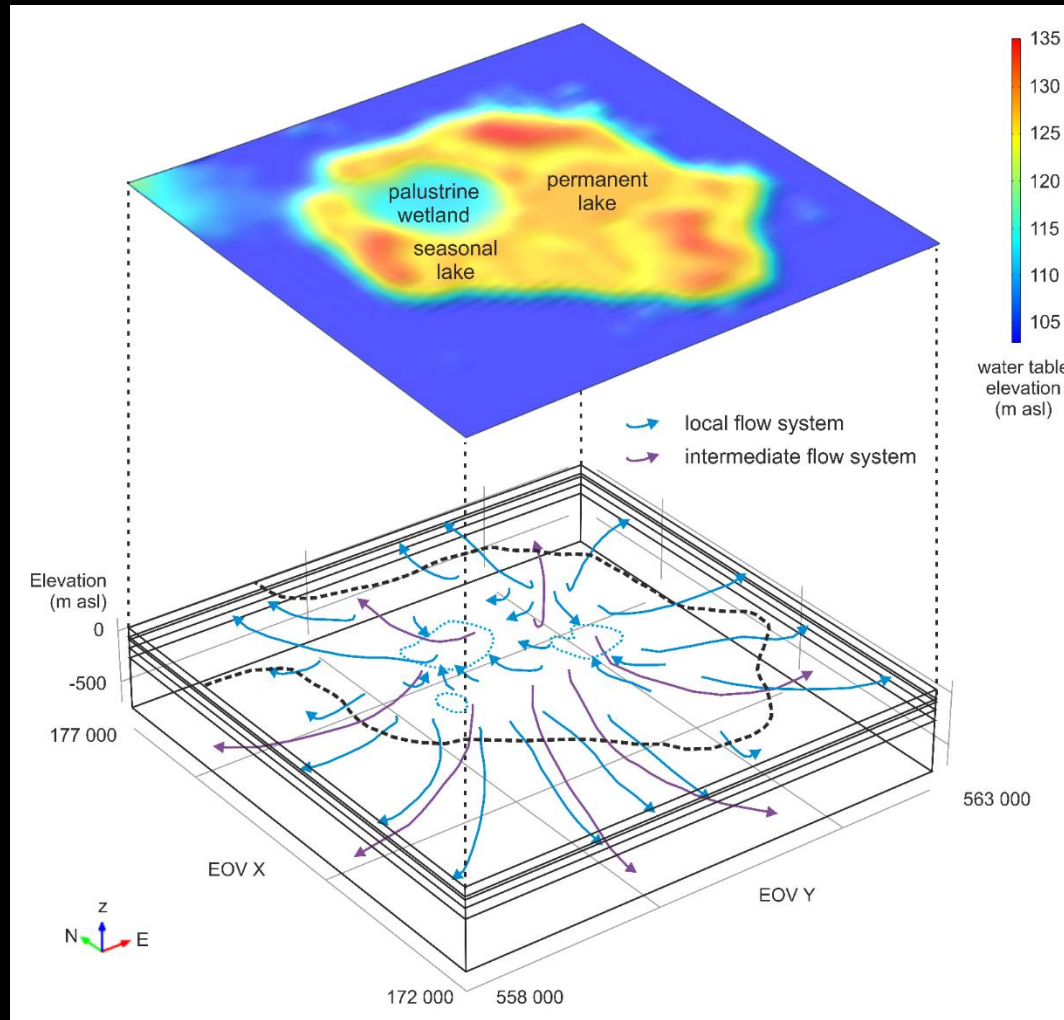 135
130
125
120
115
110
105
water table
elevation
(m asl)
palustrine
wetland
permanent
lake
seasonal
lake
local flow system
intermediate flow system
Elevation
(m asl)
0
-500
177 000
563 000
EOV X
EOV Y
z
N
E
172 000
558 000